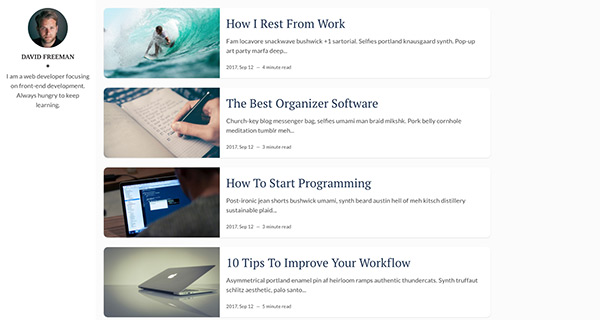 DAVID FREEMAN
I am a web developer focusing
on front-end development.
Always hungry to keep
learning.
How I Rest From Work
Fam locavore snackwave bushwick +1 sartorial. Selfies portland knausgaard synth. Pop-up
art party marfa deep...
2017, Sep 12 — 4 minute read
The Best Organizer Software
Church-key blog messenger bag, selfies umami man braid mlkshk. Pork belly cornhole
meditation tumblr meh...
2017, Sep 12 — 3 minute read
How To Start Programming
Post-ironic jean shorts bushwick umami, synth beard austin hell of meh kitsch distillery
sustainable plaid...
2017, Sep 12 — 3 minute read
10 Tips To Improve Your Workflow
Asymmetrical portland enamel pin af heirloom ramps authentic thundercats. Synth truffaut
schlitz aesthetic, palo santo...
2017, Sep 12 — 5 minute read